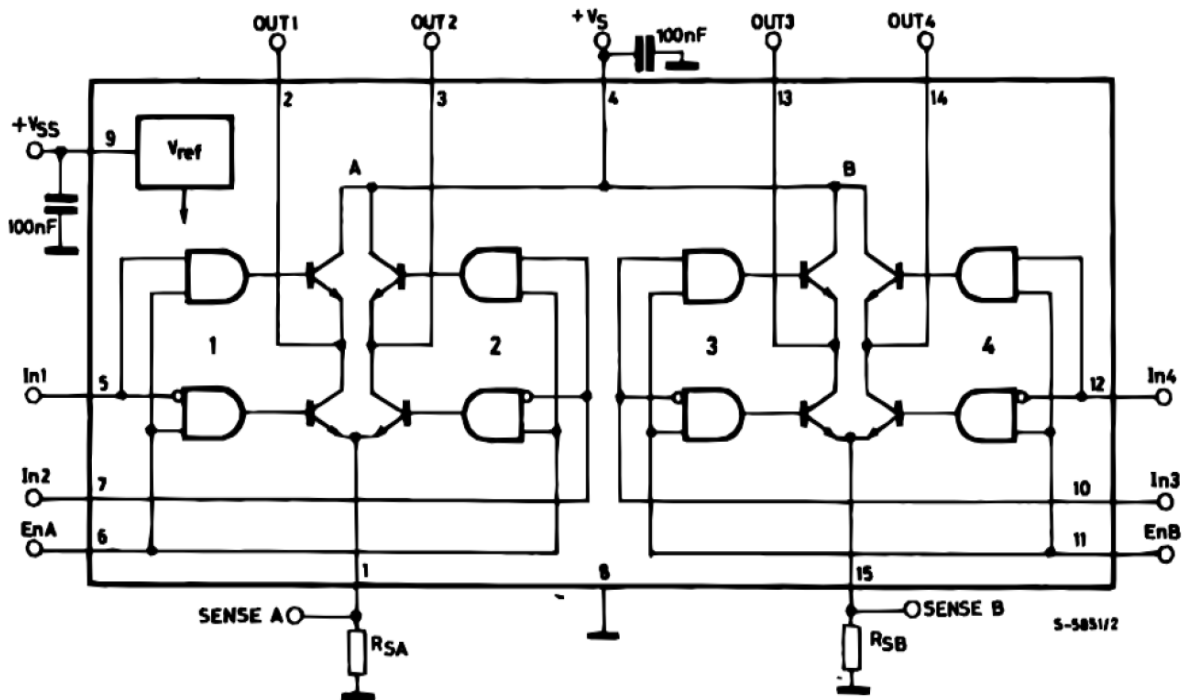 OUT1
OUT2
+VS
100nF
OUT3
OUT4
2
3
4
13
14
+VSS
9
Vref
A
B
100nF
1
2
3
4
In1
5
12
In4
In2
7
10
In3
EnA
6
11
EnB
1
8
15
SENSE A
SENSE B
S-5851/2
RSA
RSB